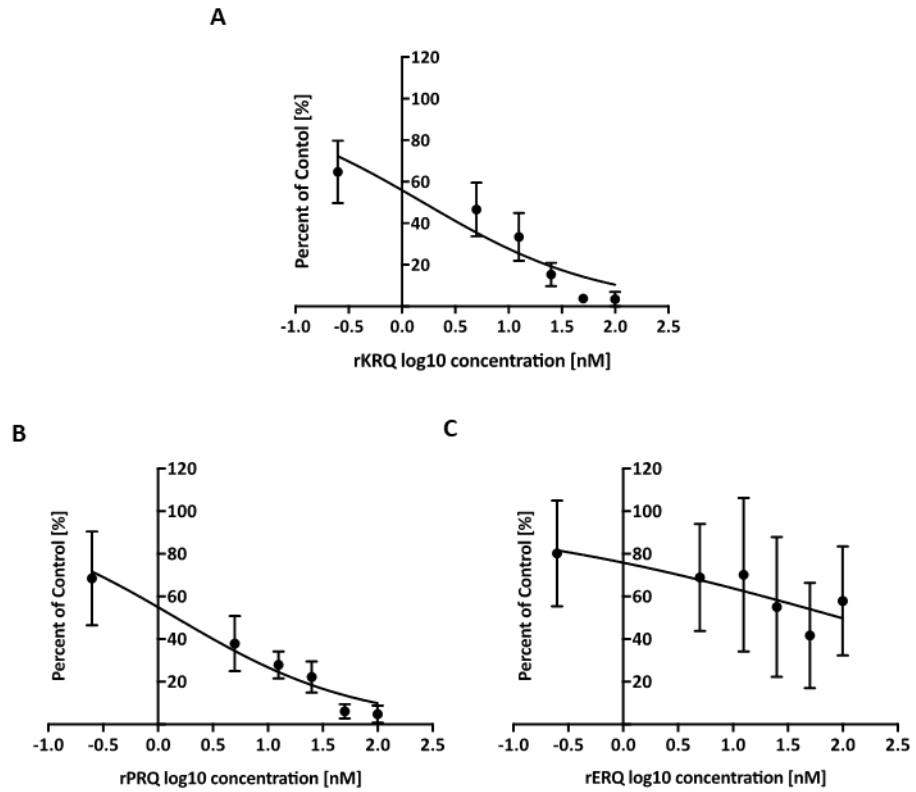 A
Percent of Contol [%]
120
100
80
60
40
20
-1.0 -0.5 0.0 0.5 1.0 1.5 2.0 2.5
rKRQ log10 concentration [nM]
B
Percent of Control [%]
120
100
80
60
40
20
-1.0 -0.5 0.0 0.5 1.0 1.5 2.0 2.5
rPRQ log10 concentration [nM]
C
Percent of Control [%]
120
100
80
60
40
20
-1.0 -0.5 0.0 0.5 1.0 1.5 2.0 2.5
rERQ log10 concentration [nM]